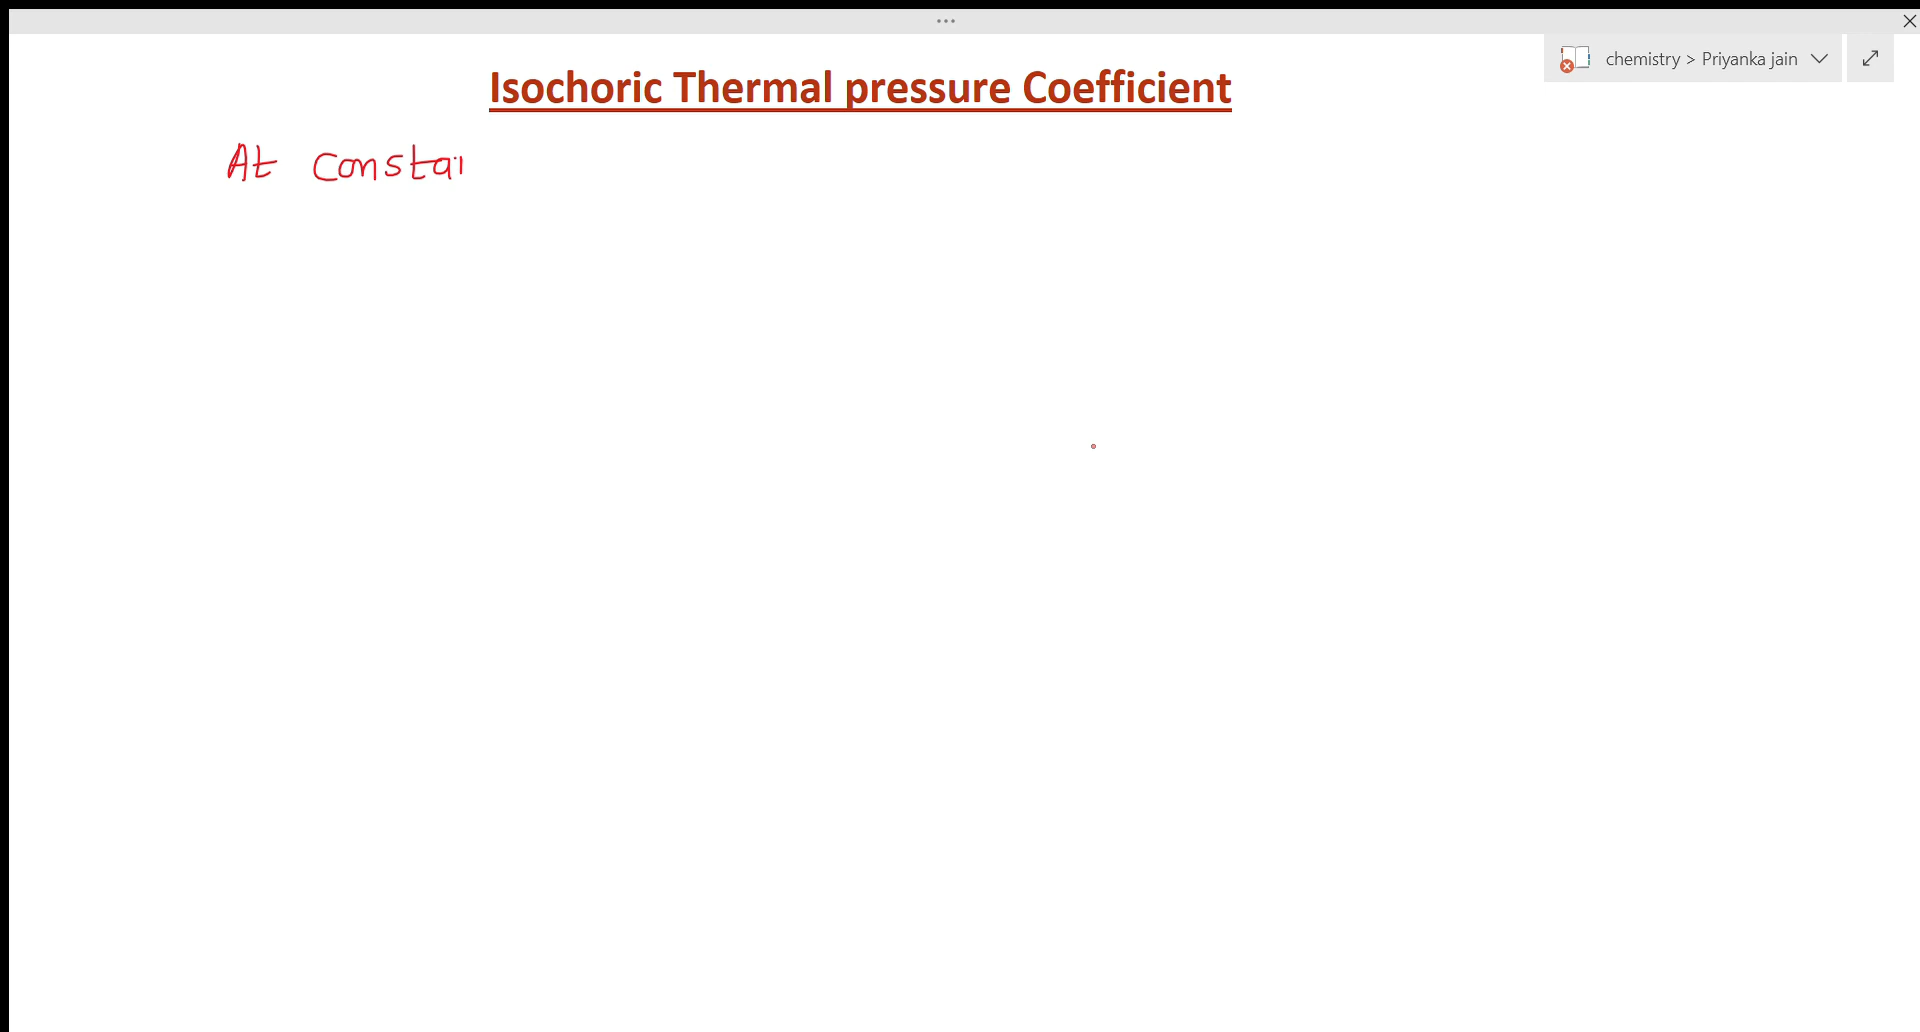 chemistry > Priyanka jain
Isochoric Thermal pressure Coefficient
At Constai